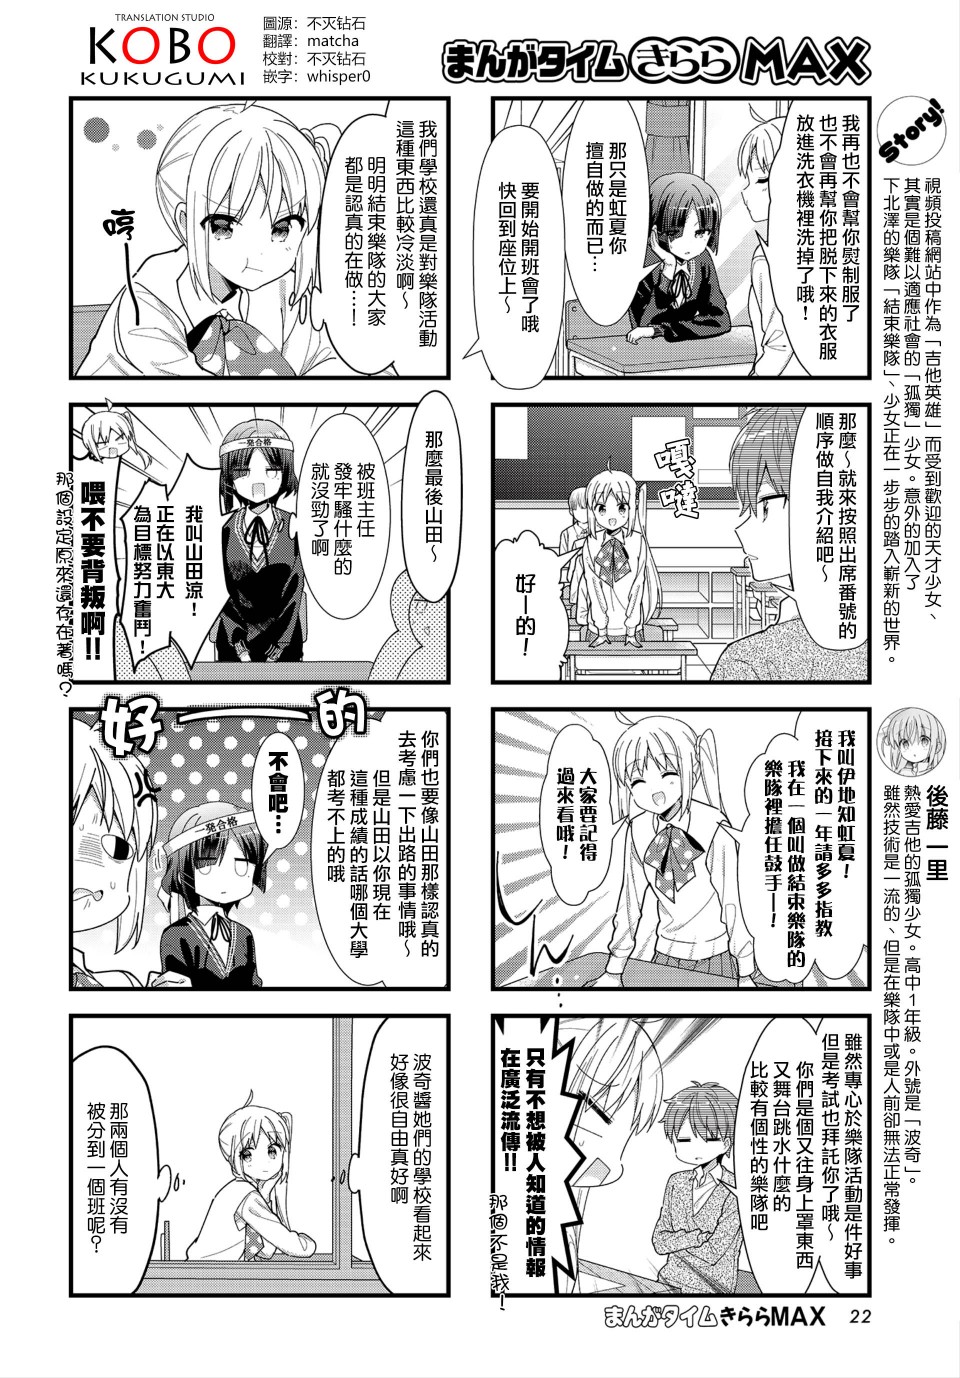 TRANSLATION STUDIO
KOBO
KUKUGUMI
圖源：不灭钻石
翻譯：matcha
校對：不灭钻石
嵌字：whisper0
まんがタイムきららMAX
Story!
視頻投稿網站中作為「吉他英雄」而受到歡迎的天才少女、
其實是個難以適應社會的「孤獨」少女。意外的加入了
下北澤的樂隊「結束樂隊」、少女正在一步步的踏入嶄新的世界。
後藤一里
熱愛吉他的孤獨少女。高中1年級。外號是「波奇」。
雖然技術是一流的、但是在樂隊中或是人前卻無法正常發揮。
我再也不會幫你熨制服了
也不會再幫你把脫下來的衣服
放進洗衣機裡洗掉了哦！
那只是虹夏你
擅自做的而已…
要開始開班會了哦
快回到座位上～
那麼～就來按照出席番號的
順序做自我介紹吧～
嘎噠
好ー的！
我叫伊地知虹夏！
接下來的一年請多多指教
我在一個叫做結束樂隊的
樂隊裡擔任鼓手ー！
大家要記得
過來看哦！
雖然專心於樂隊活動是件好事
但是考試也拜託你了哦～
你們是個又往身上罩東西
又舞台跳水什麼的
比較有個性的樂隊吧
只有不想被人知道的情報
在廣泛流傳!!
那個不是我！
我們學校還真是對樂隊活動
這種東西比較冷淡啊～
明明結束樂隊的大家
都是認真的在做…！
哼
那麼最後山田～
被班主任
發牢騷什麼的
就沒勁了啊
一発合格
我叫山田涼！
正在以東大
為目標努力奮鬥！
喂不要背叛啊!!
那個設定原來還存在著嗎？
好ー的
你們也要像山田那樣認真的
去考慮一下出路的事情哦～
但是山田以你現在
這種成績的話哪個大學
都考不上的哦
不會吧…
一発合格
波奇醬她們的學校看起來
好像很自由真好啊
那兩個人有沒有
被分到一個班呢？
まんがタイムきららMAX
22